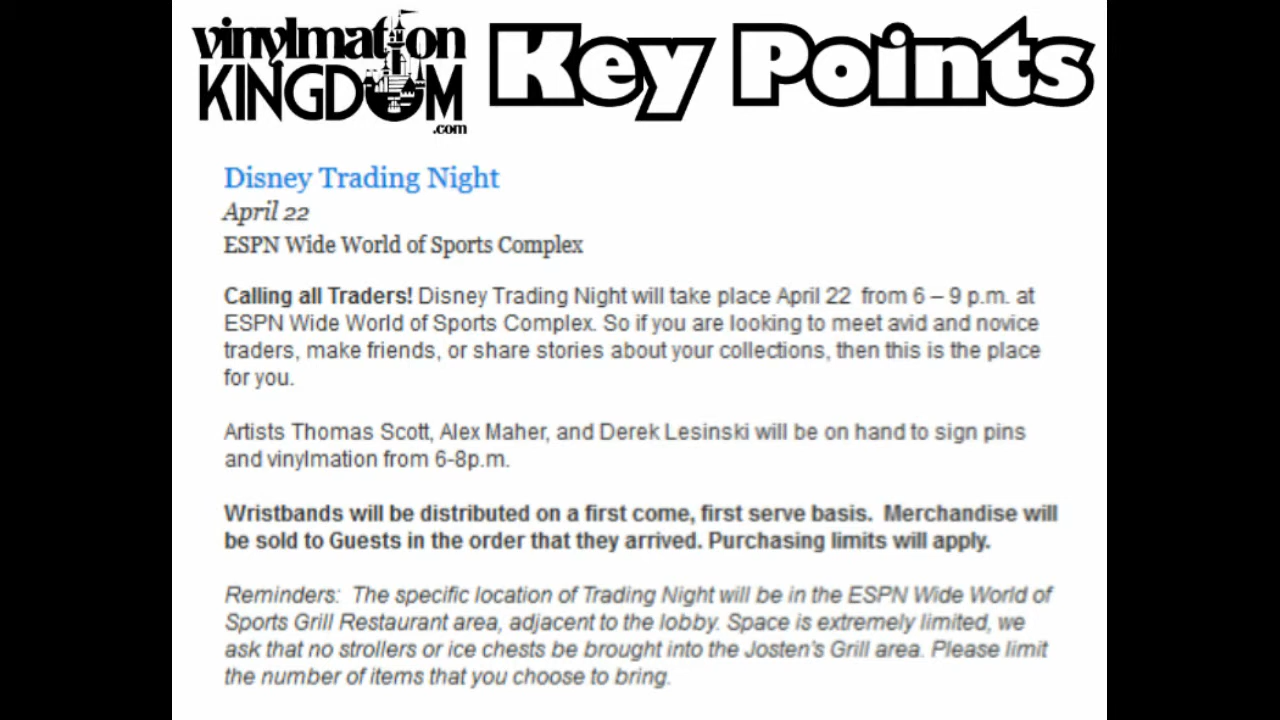 vinylmation Key Points
KINGDOM
.com
Disney Trading Night
April 22
ESPN Wide World of Sports Complex
Calling all Traders! Disney Trading Night will take place April 22 from 6 – 9 p.m. at
ESPN Wide World of Sports Complex. So if you are looking to meet avid and novice
traders, make friends, or share stories about your collections, then this is the place
for you.
Artists Thomas Scott, Alex Maher, and Derek Lesinski will be on hand to sign pins
and vinylmation from 6-8p.m.
Wristbands will be distributed on a first come, first serve basis. Merchandise will
be sold to Guests in the order that they arrived. Purchasing limits will apply.
Reminders: The specific location of Trading Night will be in the ESPN Wide World of
Sports Grill Restaurant area, adjacent to the lobby. Space is extremely limited, we
ask that no strollers or ice chests be brought into the Josten's Grill area. Please limit
the number of items that you choose to bring.